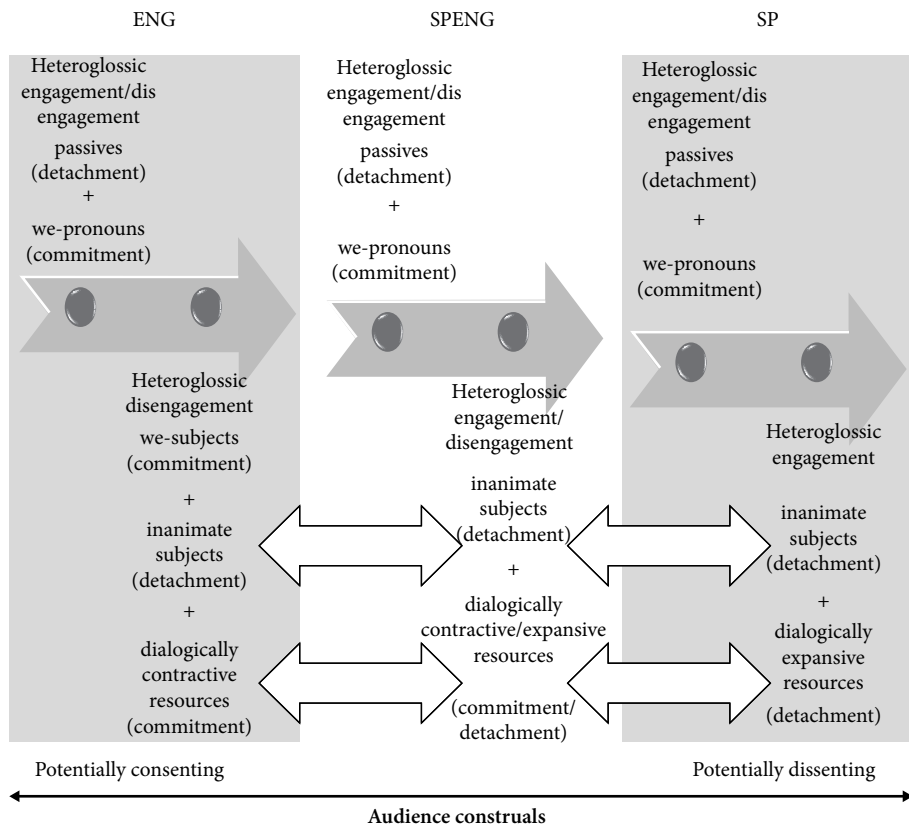 ENG
Heteroglossic
engagement/dis
engagement
passives
(detachment)
+
we-pronouns
(commitment)
Heteroglossic
disengagement
we-subjects
(commitment)
+
inanimate
subjects
(detachment)
+
dialogically
contractive
resources
(commitment)
SPENG
Heteroglossic
engagement/dis
engagement
passives
(detachment)
+
we-pronouns
(commitment)
Heteroglossic
engagement/
disengagement
inanimate
subjects
(detachment)
+
dialogically
contractive/expansive
resources
(commitment/
detachment)
SP
Heteroglossic
engagement/dis
engagement
passives
(detachment)
+
we-pronouns
(commitment)
Heteroglossic
engagement
inanimate
subjects
(detachment)
+
dialogically
expansive
resources
(detachment)
Potentially consenting
Potentially dissenting
Audience construals